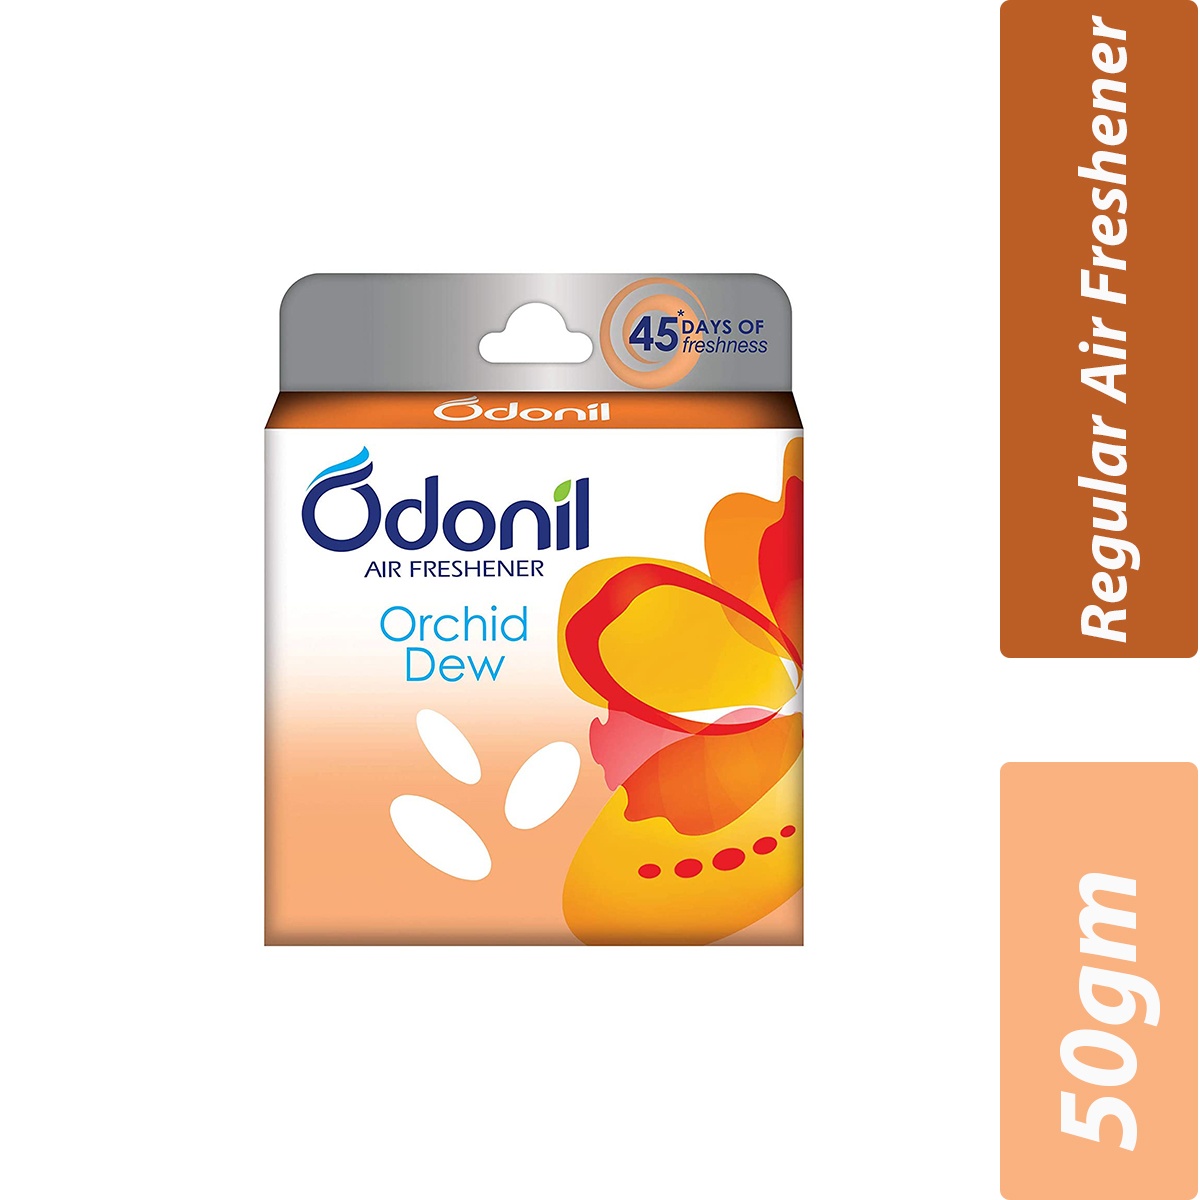 45* DAYS OF
freshness
Odonil
Odonil
AIR FRESHENER
Orchid
Dew
Regular Air Freshener
50gm